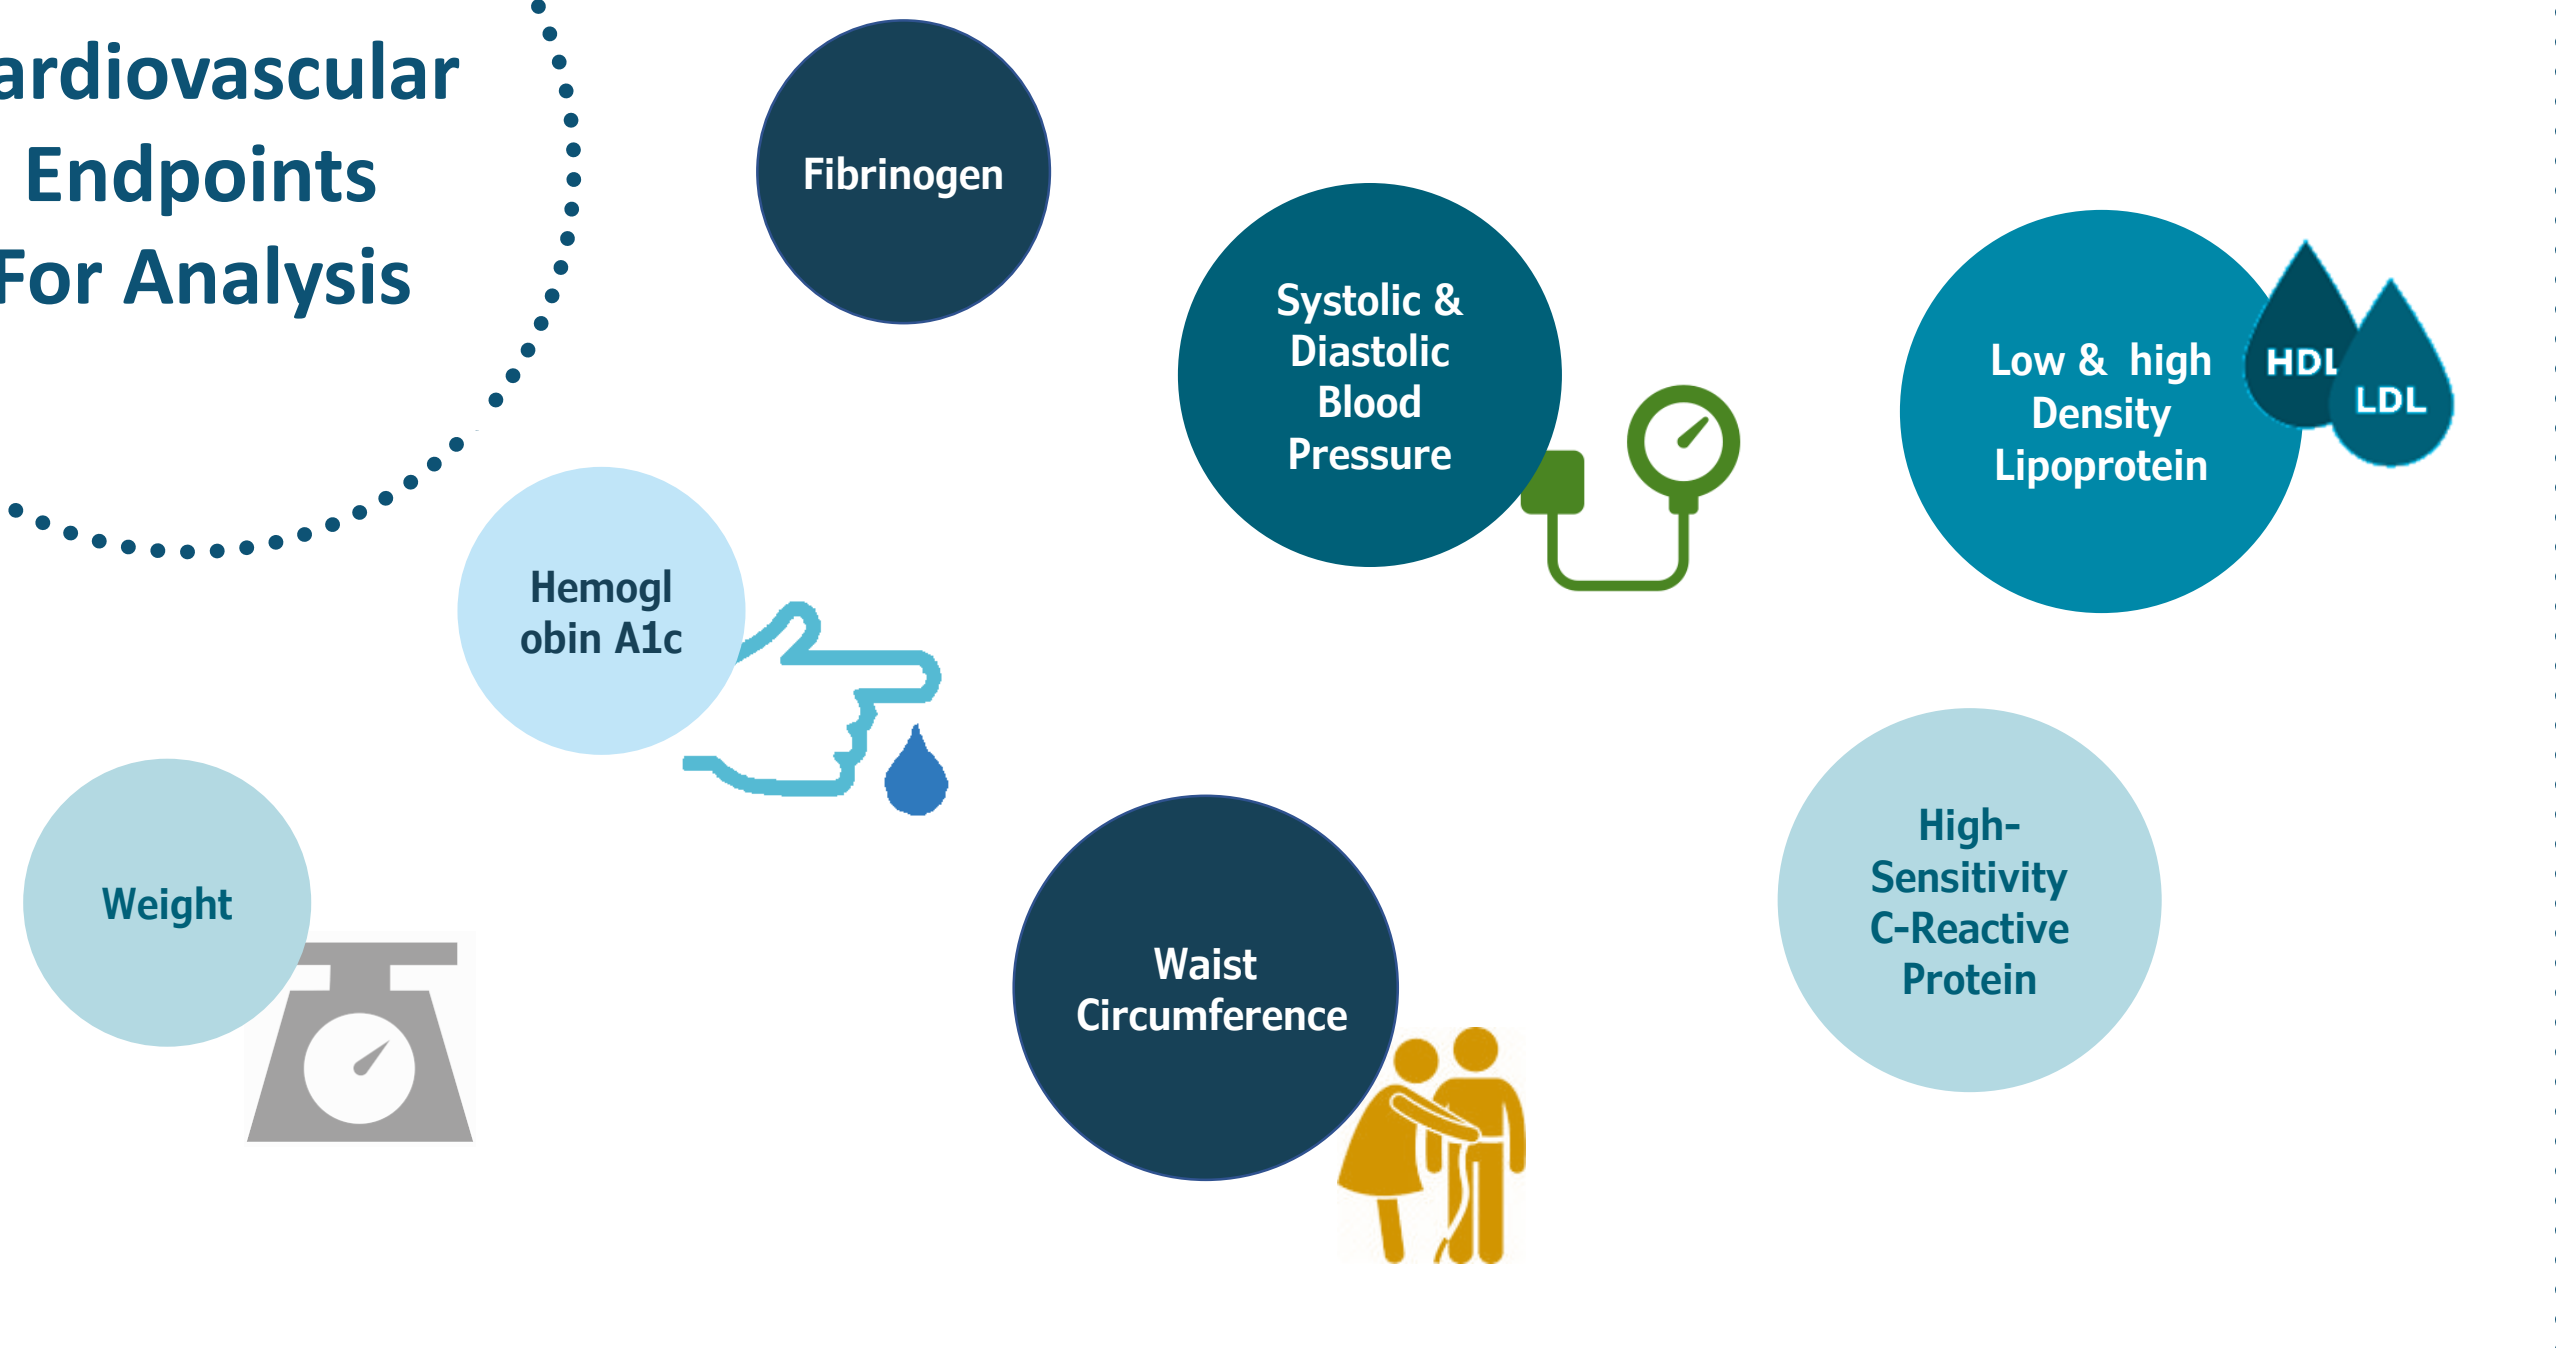 ardiovascular
Endpoints
For Analysis
Fibrinogen
Systolic &
Diastolic
Blood
Pressure
Low & high
Density
Lipoprotein
HDL
LDL
Hemogl
obin A1c
Weight
Waist
Circumference
High-
Sensitivity
C-Reactive
Protein